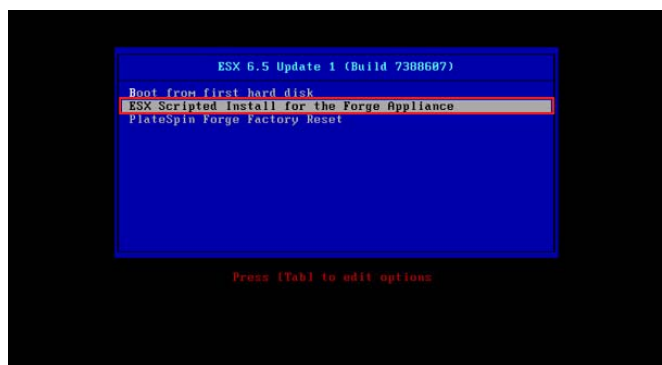 ESX 6.5 Update 1 (Build 7388607)
Boot from first hard disk
ESX Scripted Install for the Forge Appliance
PlateSpin Forge Factory Reset
Press [Tab] to edit options